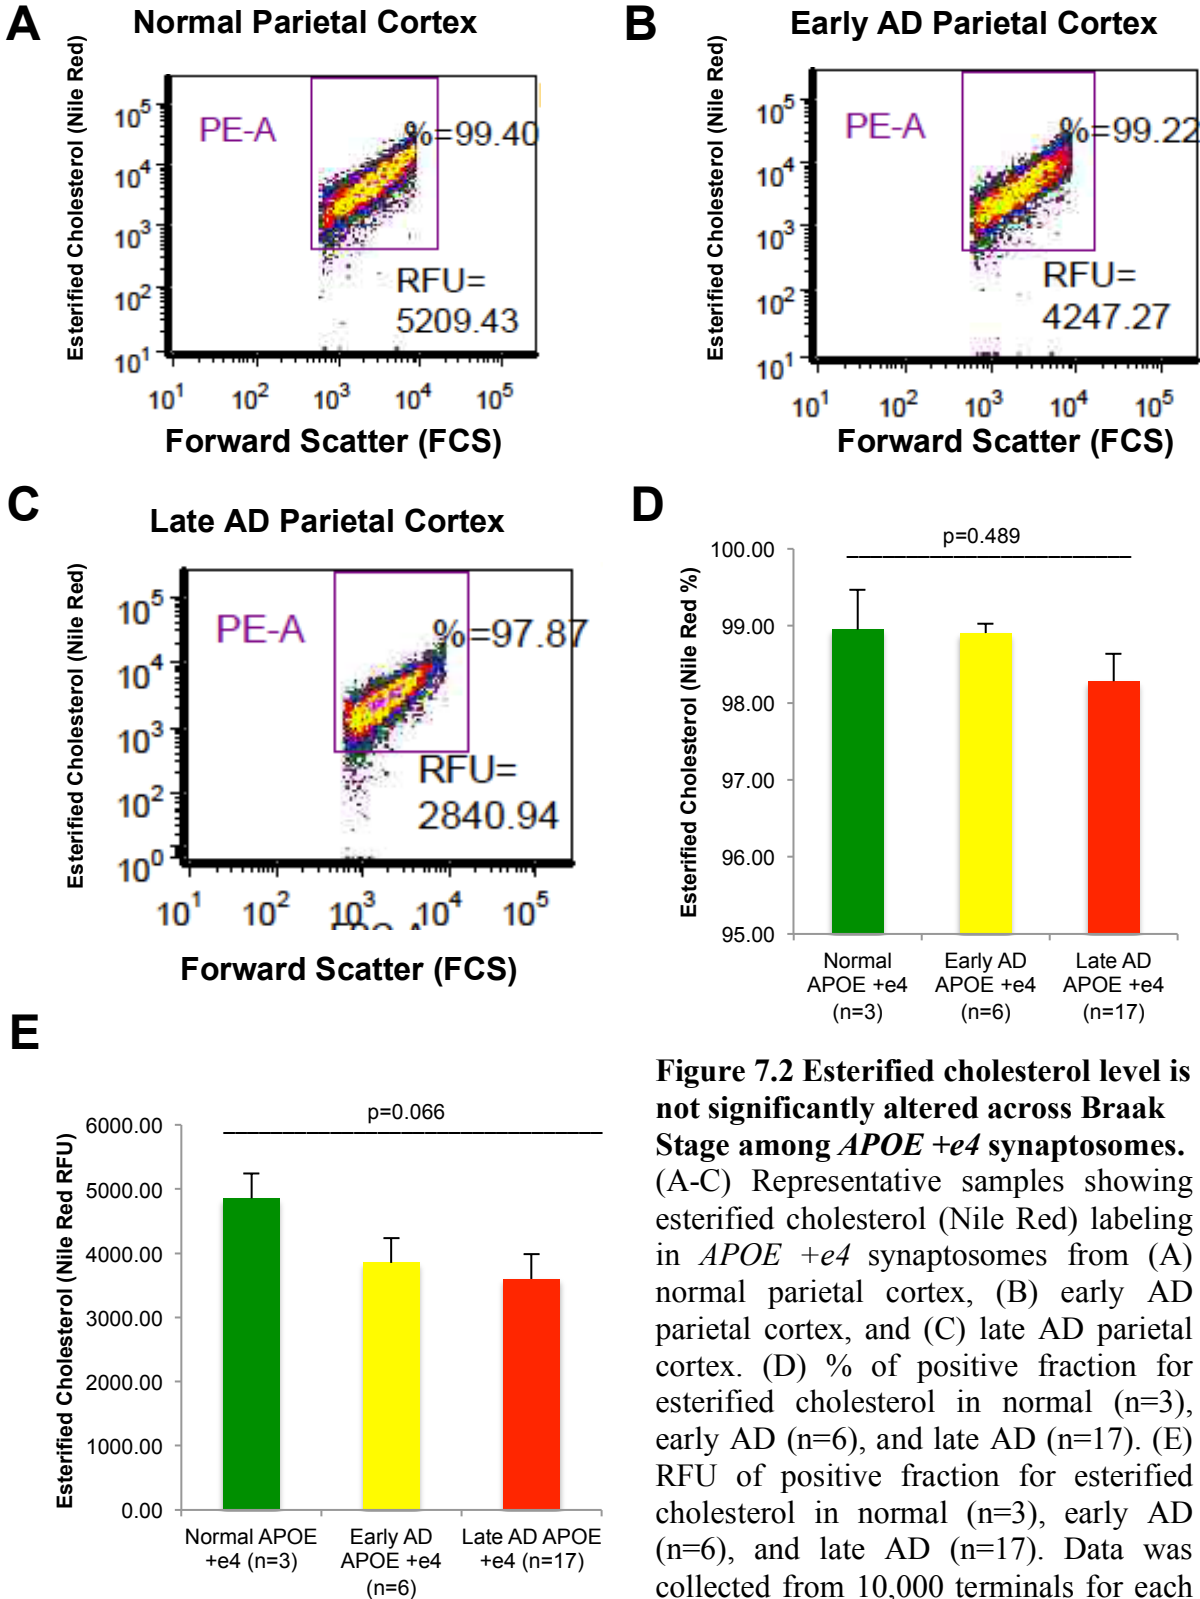 A
Normal Parietal Cortex
Esterified Cholesterol (Nile Red)
10^5
10^4
10^3
10^2
10^1
PE-A
%=99.40
RFU=
5209.43
10^1 10^2 10^3 10^4 10^5
Forward Scatter (FCS)
B
Early AD Parietal Cortex
Esterified Cholesterol (Nile Red)
10^5
10^4
10^3
10^2
10^1
PE-A
%=99.22
RFU=
4247.27
10^1 10^2 10^3 10^4 10^5
Forward Scatter (FCS)
C
Late AD Parietal Cortex
Esterified Cholesterol (Nile Red)
10^5
10^4
10^3
10^2
10^0
PE-A
%=97.87
RFU=
2840.94
10^1 10^2 10^3 10^4 10^5
Forward Scatter (FCS)
D
p=0.489
Esterified Cholesterol (Nile Red %)
100.00
99.00
98.00
97.00
96.00
95.00
Normal
APOE +e4
(n=3)
Early AD
APOE +e4
(n=6)
Late AD
APOE +e4
(n=17)
E
p=0.066
Esterified Cholesterol (Nile Red RFU)
6000.00
5000.00
4000.00
3000.00
2000.00
1000.00
0.00
Normal APOE
+e4 (n=3)
Early AD
APOE +e4
(n=6)
Late AD APOE
+e4 (n=17)
Figure 7.2 Esterified cholesterol level is
not significantly altered across Braak
Stage among APOE +e4 synaptosomes.
(A-C) Representative samples showing
esterified cholesterol (Nile Red) labeling
in APOE +e4 synaptosomes from (A)
normal parietal cortex, (B) early AD
parietal cortex, and (C) late AD parietal
cortex. (D) % of positive fraction for
esterified cholesterol in normal (n=3),
early AD (n=6), and late AD (n=17). (E)
RFU of positive fraction for esterified
cholesterol in normal (n=3), early AD
(n=6), and late AD (n=17). Data was
collected from 10,000 terminals for each